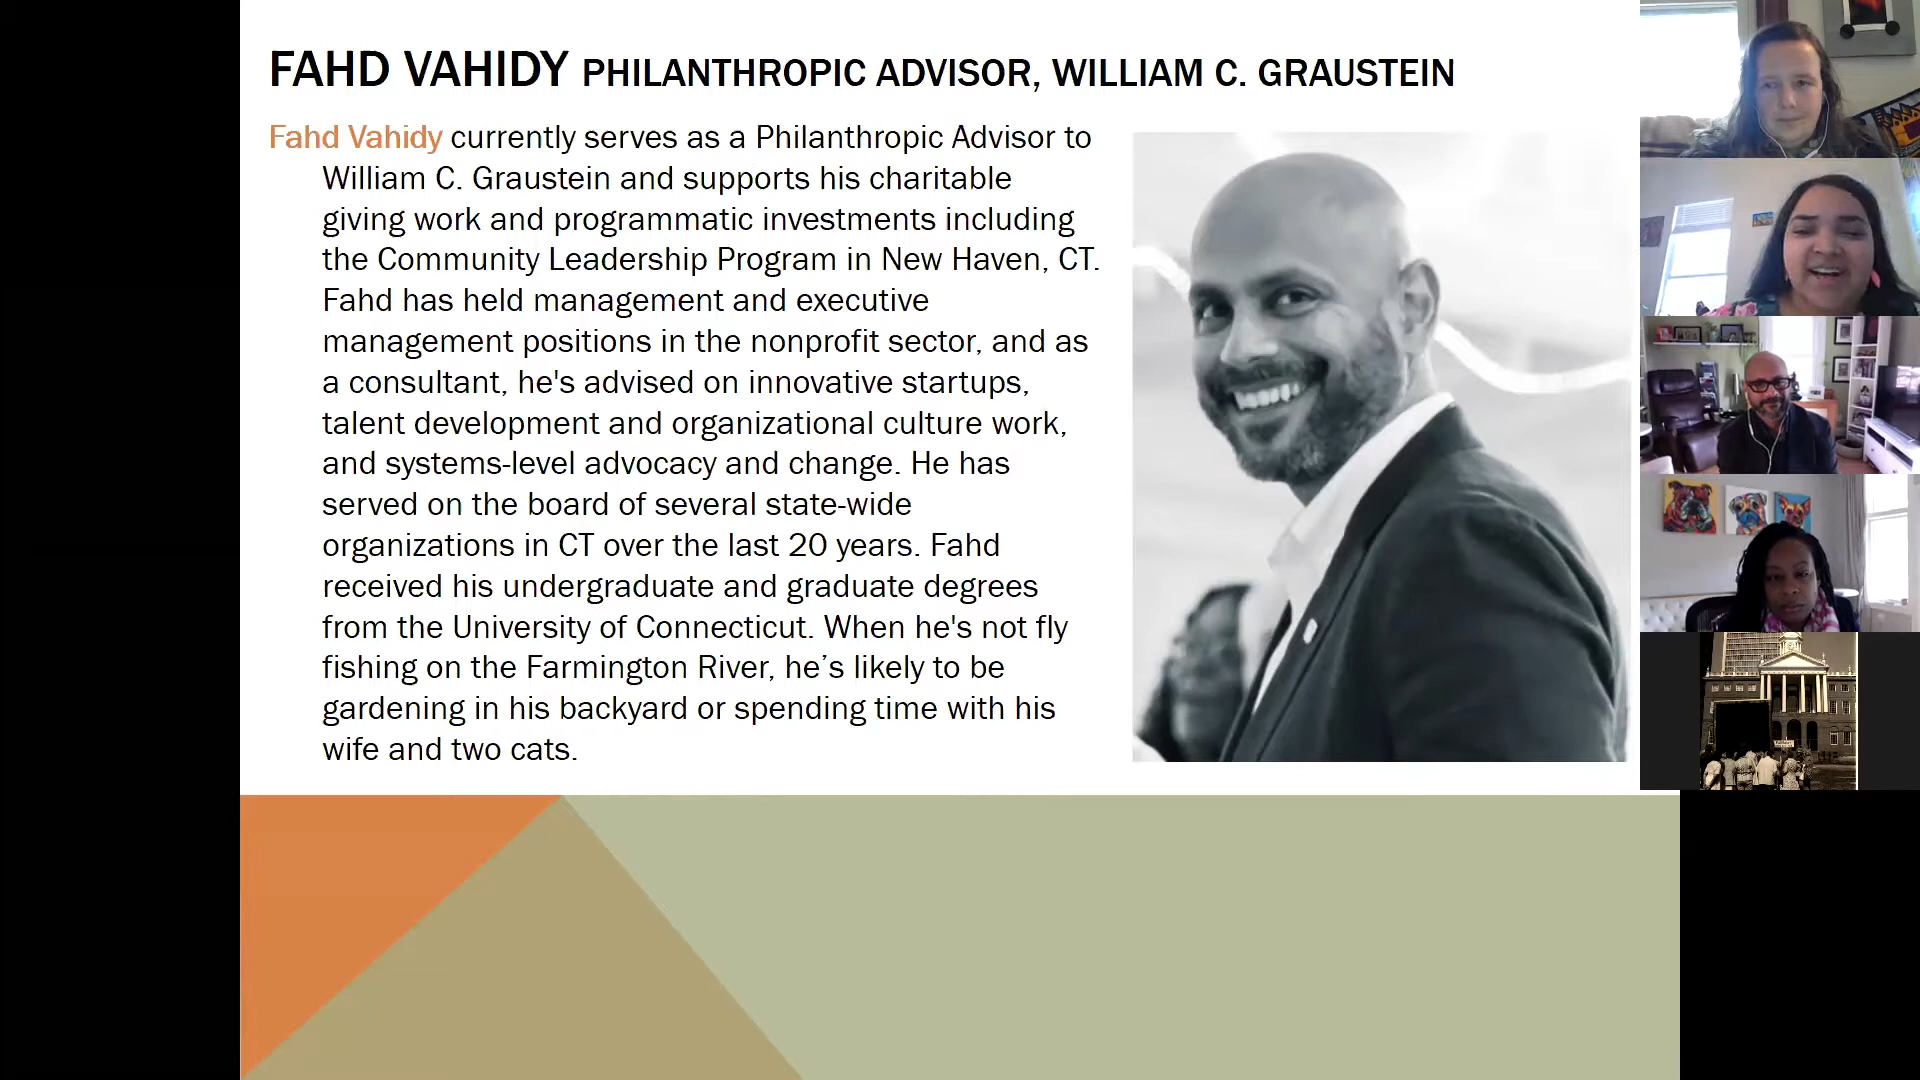 FAHD VAHIDY PHILANTHROPIC ADVISOR, WILLIAM C. GRAUSTEIN
Fahd Vahidy currently serves as a Philanthropic Advisor to
William C. Graustein and supports his charitable
giving work and programmatic investments including
the Community Leadership Program in New Haven, CT.
Fahd has held management and executive
management positions in the nonprofit sector, and as
a consultant, he's advised on innovative startups,
talent development and organizational culture work,
and systems-level advocacy and change. He has
served on the board of several state-wide
organizations in CT over the last 20 years. Fahd
received his undergraduate and graduate degrees
from the University of Connecticut. When he's not fly
fishing on the Farmington River, he’s likely to be
gardening in his backyard or spending time with his
wife and two cats.